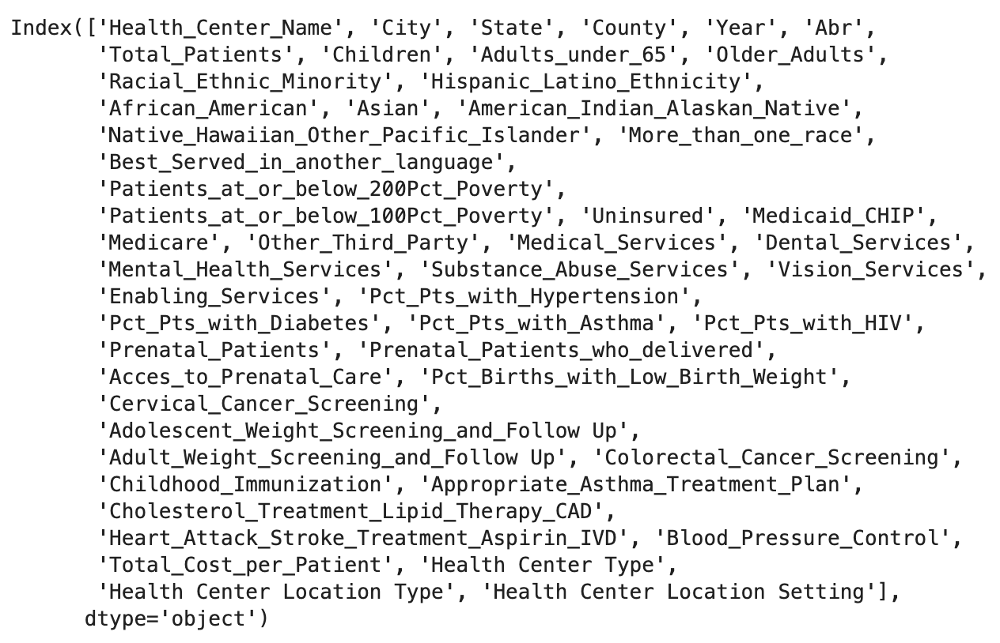 Index(['Health_Center_Name', 'City', 'State', 'County', 'Year', 'Abr',
'Total_Patients', 'Children', 'Adults_under_65', 'Older_Adults',
'Racial_Ethnic_Minority', 'Hispanic_Latino_Ethnicity',
'African_American', 'Asian', 'American_Indian_Alaskan_Native',
'Native_Hawaiian_Other_Pacific_Islander', 'More_than_one_race',
'Best_Served_in_another_language',
'Patients_at_or_below_200Pct_Poverty',
'Patients_at_or_below_100Pct_Poverty', 'Uninsured', 'Medicaid_CHIP',
'Medicare', 'Other_Third_Party', 'Medical_Services', 'Dental_Services',
'Mental_Health_Services', 'Substance_Abuse_Services', 'Vision_Services',
'Enabling_Services', 'Pct_Pts_with_Hypertension',
'Pct_Pts_with_Diabetes', 'Pct_Pts_with_Asthma', 'Pct_Pts_with_HIV',
'Prenatal_Patients', 'Prenatal_Patients_who_delivered',
'Acces_to_Prenatal_Care', 'Pct_Births_with_Low_Birth_Weight',
'Cervical_Cancer_Screening',
'Adolescent_Weight_Screening_and_Follow Up',
'Adult_Weight_Screening_and_Follow Up', 'Colorectal_Cancer_Screening',
'Childhood_Immunization', 'Appropriate_Asthma_Treatment_Plan',
'Cholesterol_Treatment_Lipid_Therapy_CAD',
'Heart_Attack_Stroke_Treatment_Aspirin_IVD', 'Blood_Pressure_Control',
'Total_Cost_per_Patient', 'Health Center Type',
'Health Center Location Type', 'Health Center Location Setting'],
dtype='object')